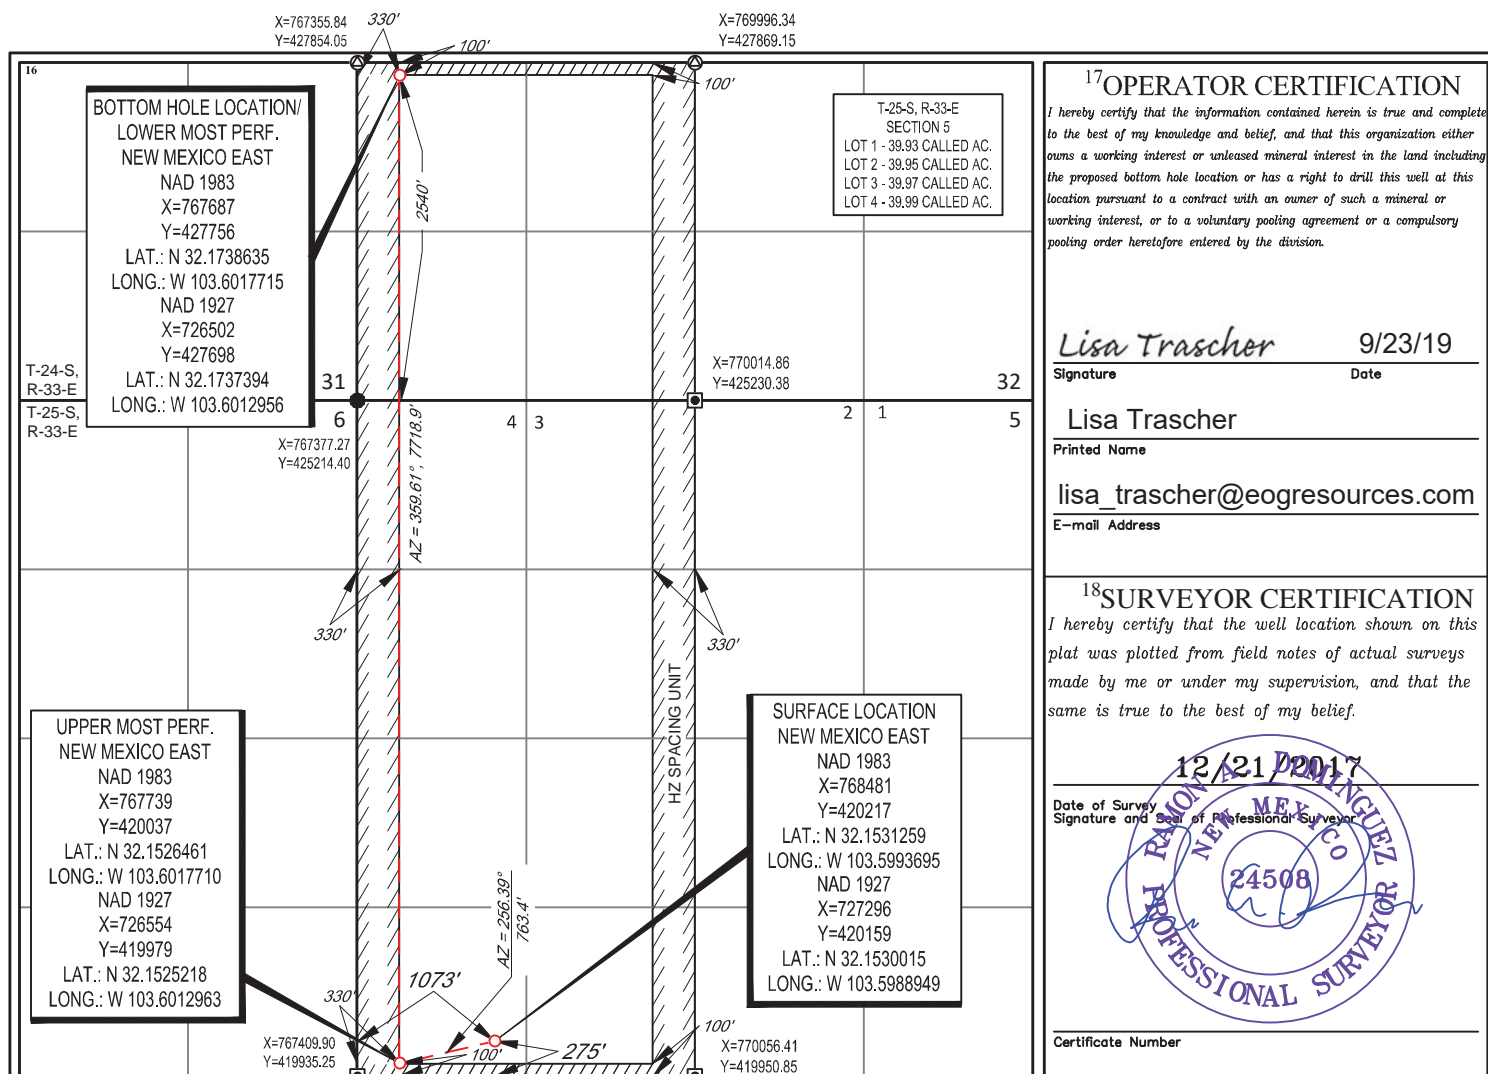 X=767355.84
Y=427854.05
330'
100'
X=769996.34
Y=427869.15
100'
16
BOTTOM HOLE LOCATION/
LOWER MOST PERF.
NEW MEXICO EAST
NAD 1983
X=767687
Y=427756
LAT.: N 32.1738635
LONG.: W 103.6017715
NAD 1927
X=726502
Y=427698
LAT.: N 32.1737394
LONG.: W 103.6012956
2540'
T-25-S, R-33-E
SECTION 5
LOT 1 - 39.93 CALLED AC.
LOT 2 - 39.95 CALLED AC.
LOT 3 - 39.97 CALLED AC.
LOT 4 - 39.99 CALLED AC.
T-24-S,
R-33-E
31
X=770014.86
Y=425230.38
32
T-25-S,
R-33-E
6
4 3
2 1
5
X=767377.27
Y=425214.40
AZ = 359.61°, 7718.9'
330'
330'
HZ SPACING UNIT
UPPER MOST PERF.
NEW MEXICO EAST
NAD 1983
X=767739
Y=420037
LAT.: N 32.1526461
LONG.: W 103.6017710
NAD 1927
X=726554
Y=419979
LAT.: N 32.1525218
LONG.: W 103.6012963
SURFACE LOCATION
NEW MEXICO EAST
NAD 1983
X=768481
Y=420217
LAT.: N 32.1531259
LONG.: W 103.5993695
NAD 1927
X=727296
Y=420159
LAT.: N 32.1530015
LONG.: W 103.5988949
AZ = 256.39°
763.4'
1073'
330'
X=767409.90
Y=419935.25
100'
275'
100'
X=770056.41
Y=419950.85
17OPERATOR CERTIFICATION
I hereby certify that the information contained herein is true and complete
to the best of my knowledge and belief, and that this organization either
owns a working interest or unleased mineral interest in the land including
the proposed bottom hole location or has a right to drill this well at this
location pursuant to a contract with an owner of such a mineral or
working interest, or to a voluntary pooling agreement or a compulsory
pooling order heretofore entered by the division.
Lisa Trascher 9/23/19
Signature Date
Lisa Trascher
Printed Name
lisa_trascher@eogresources.com
E-mail Address
18SURVEYOR CERTIFICATION
I hereby certify that the well location shown on this
plat was plotted from field notes of actual surveys
made by me or under my supervision, and that the
same is true to the best of my belief.
12/21/2017
Date of Survey
Signature and Seal of Professional Surveyor
RAMON A. DOMINGUEZ
NEW MEXICO
24508
PROFESSIONAL SURVEYOR
Certificate Number